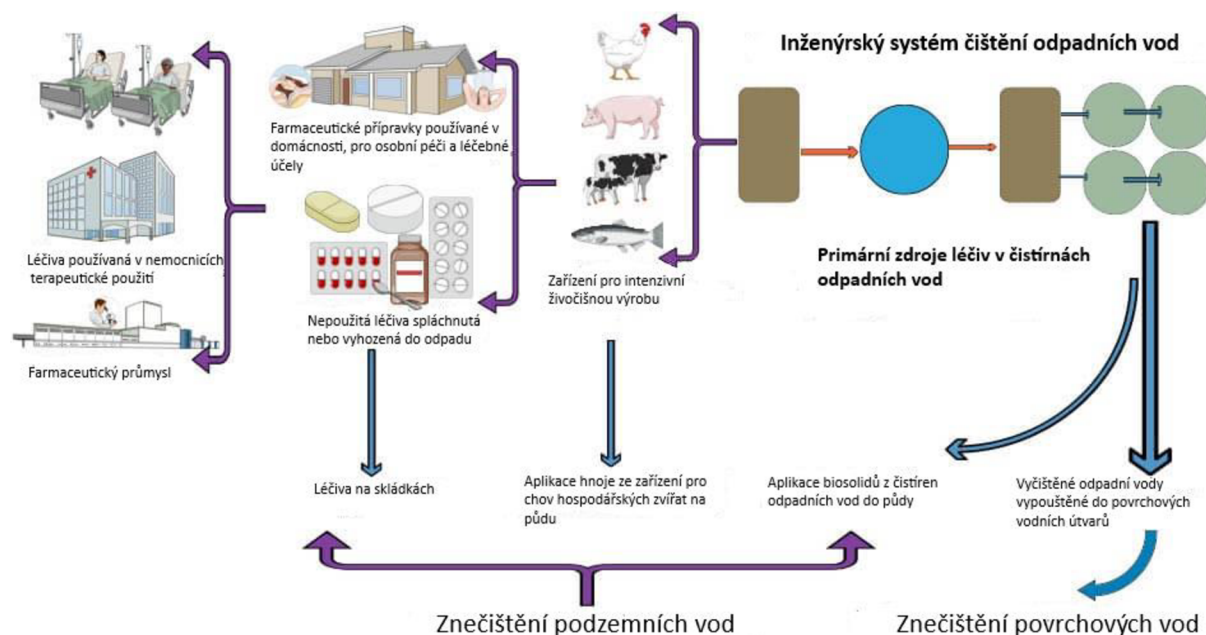 Inženýrský systém čištění odpadních vod
Farmaceutické přípravky používané v
domácnosti, pro osobní péči a léčebné
účely
Léčiva používaná v nemocnicích
terapeutické použití
Farmaceutický průmysl
Nepoužitá léčiva spláchnutá
nebo vyhozená do odpadu
Zařízení pro intenzivní
živočišnou výrobu
Primární zdroje léčiv v čistírnách
odpadních vod
Léčiva na skládkách
Aplikace hnoje ze zařízení pro
chov hospodářských zvířat na
půdu
Aplikace biosolidů z čistíren
odpadních vod do půdy
Vyčištěné odpadní vody
vypouštěné do povrchových
vodních útvarů
Znečištění podzemních vod
Znečištění povrchových vod